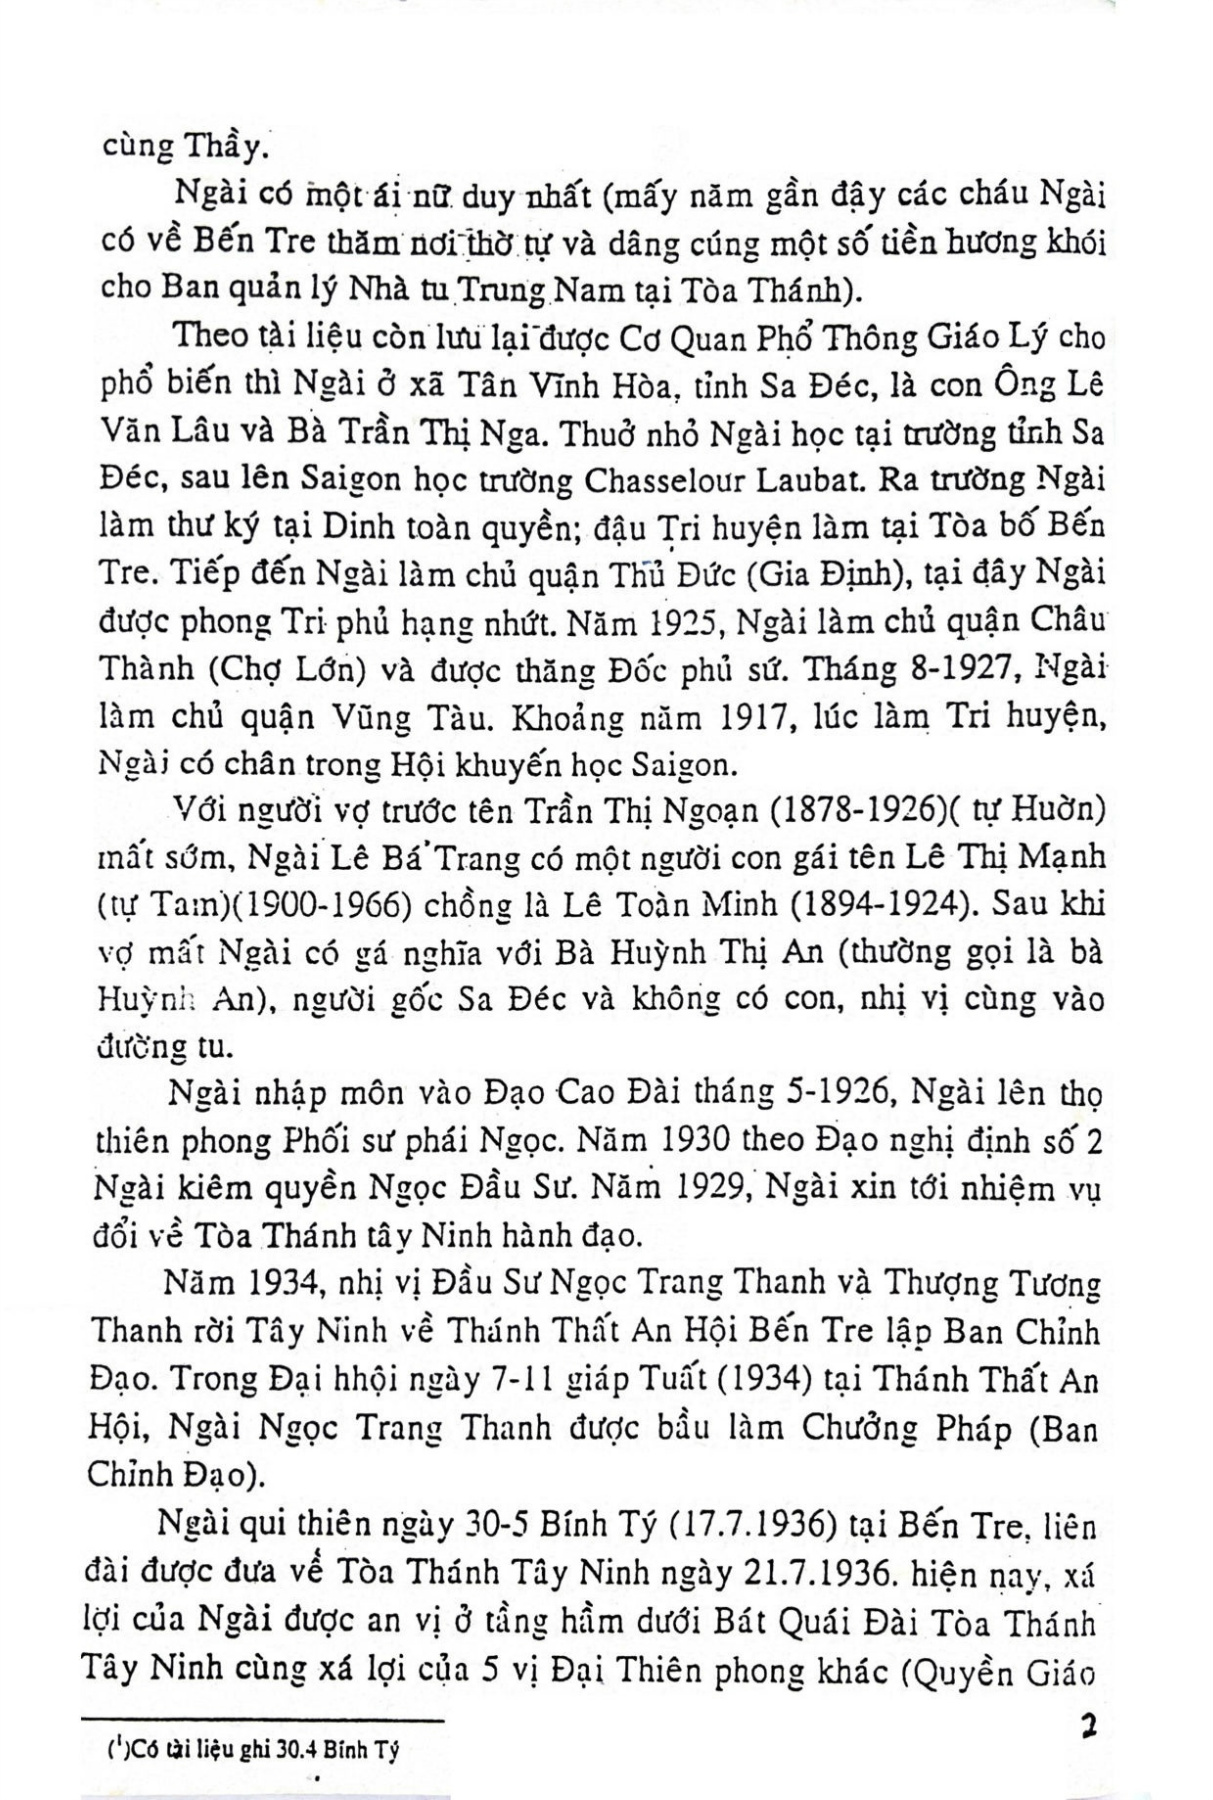 cùng Thầy.
Ngài có một ái nữ duy nhất (mấy năm gần đậy các cháu Ngài
có về Bến Tre thăm nơi thờ tự và dâng cúng một số tiền hương khói
cho Ban quản lý Nhà tu Trung Nam tại Tòa Thánh).
Theo tài liệu còn lưu lại được Cơ Quan Phổ Thông Giáo Lý cho
phổ biến thì Ngài ở xã Tân Vĩnh Hòa, tỉnh Sa Đéc, là con Ông Lê
Văn Lâu và Bà Trần Thị Nga. Thuở nhỏ Ngài học tại trường tỉnh Sa
Đéc, sau lên Saigon học trường Chasselour Laubat. Ra trường Ngài
làm thư ký tại Dinh toàn quyền; đậu Tri huyện làm tại Tòa bố Bến
Tre. Tiếp đến Ngài làm chủ quận Thủ Đức (Gia Định), tại đây Ngài
được phong Tri phủ hạng nhứt. Năm 1925, Ngài làm chủ quận Châu
Thành (Chợ Lớn) và được thăng Đốc phủ sứ. Tháng 8-1927, Ngài
làm chủ quận Vũng Tàu. Khoảng năm 1917, lúc làm Tri huyện,
Ngài có chân trong Hội khuyến học Saigon.
Với người vợ trước tên Trần Thị Ngoạn (1878-1926)( tự Huờn)
mất sớm, Ngài Lê Bá Trang có một người con gái tên Lê Thị Mạnh
(tự Tam)(1900-1966) chồng là Lê Toàn Minh (1894-1924). Sau khi
vợ mất Ngài có gá nghĩa với Bà Huỳnh Thị An (thường gọi là bà
Huỳnh An), người gốc Sa Đéc và không có con, nhị vị cùng vào
đường tu.
Ngài nhập môn vào Đạo Cao Đài tháng 5-1926, Ngài lên thọ
thiên phong Phối sư phái Ngọc. Năm 1930 theo Đạo nghị định số 2
Ngài kiêm quyền Ngọc Đầu Sư. Năm 1929, Ngài xin tới nhiệm vụ
đổi về Tòa Thánh tây Ninh hành đạo.
Năm 1934, nhị vị Đầu Sư Ngọc Trang Thanh và Thượng Tương
Thanh rời Tây Ninh về Thánh Thất An Hội Bến Tre lập Ban Chỉnh
Đạo. Trong Đại hhội ngày 7-11 giáp Tuất (1934) tại Thánh Thất An
Hội, Ngài Ngọc Trang Thanh được bầu làm Chưởng Pháp (Ban
Chỉnh Đạo).
Ngài qui thiên ngày 30-5 Bính Tý (17.7.1936) tại Bến Tre, liên
đài được đưa về Tòa Thánh Tây Ninh ngày 21.7.1936. hiện nay, xá
lợi của Ngài được an vị ở tầng hầm dưới Bát Quái Đài Tòa Thánh
Tây Ninh cùng xá lợi của 5 vị Đại Thiên phong khác (Quyền Giáo
2
(¹)Có tài liệu ghi 30.4 Bính Tý